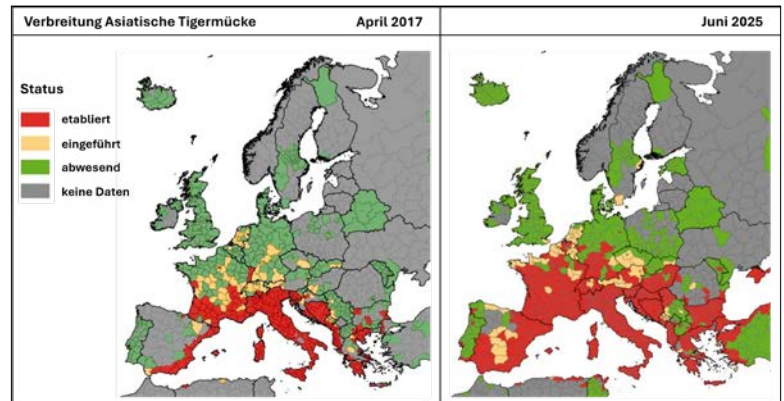 Verbreitung Asiatische Tigermücke
April 2017
Juni 2025
Status
etabliert
eingeführt
abwesend
keine Daten